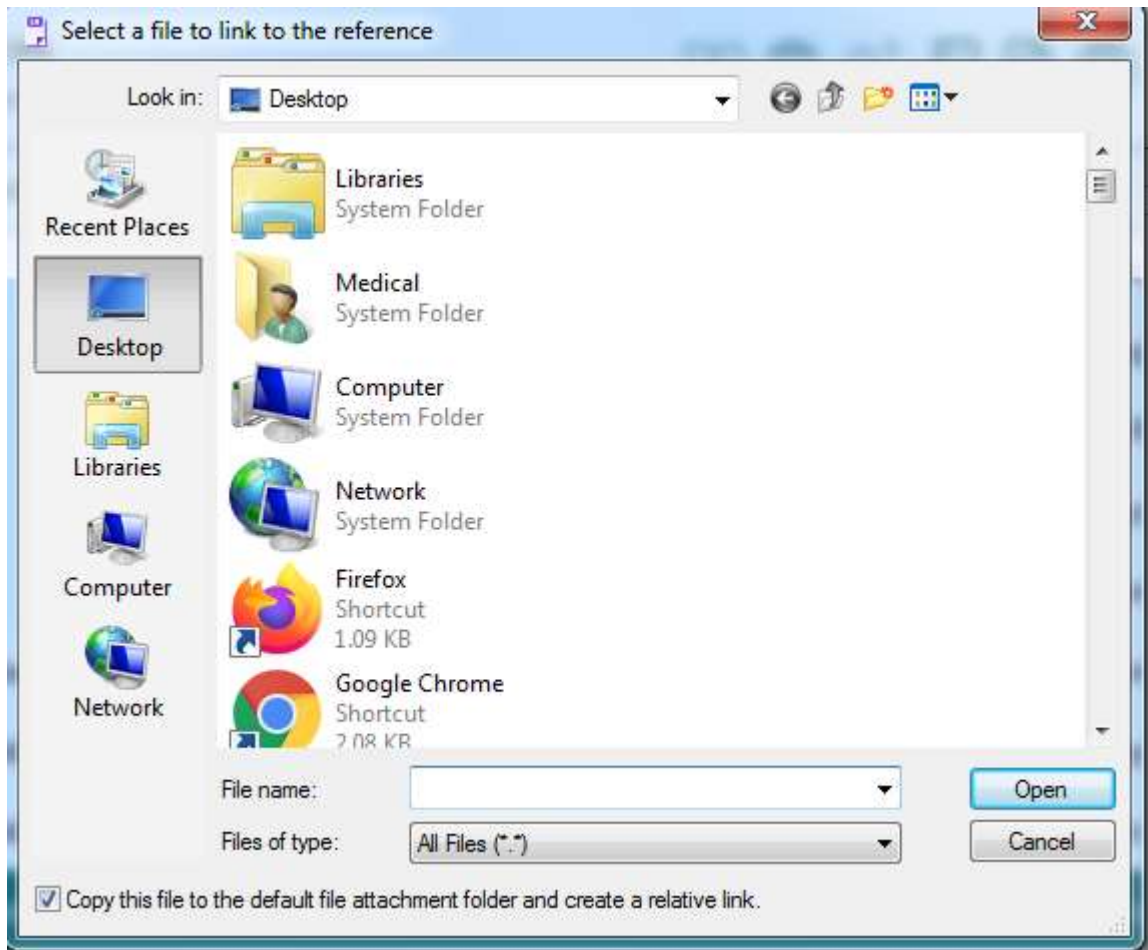 Select a file to link to the reference
Look in:
Desktop
Recent Places
Desktop
Libraries
Computer
Network
Libraries
System Folder
Medical
System Folder
Computer
System Folder
Network
System Folder
Firefox
Shortcut
1.09 KB
Google Chrome
Shortcut
2.08 KB
File name:
Open
Files of type:
All Files (*.*)
Cancel
Copy this file to the default file attachment folder and create a relative link.